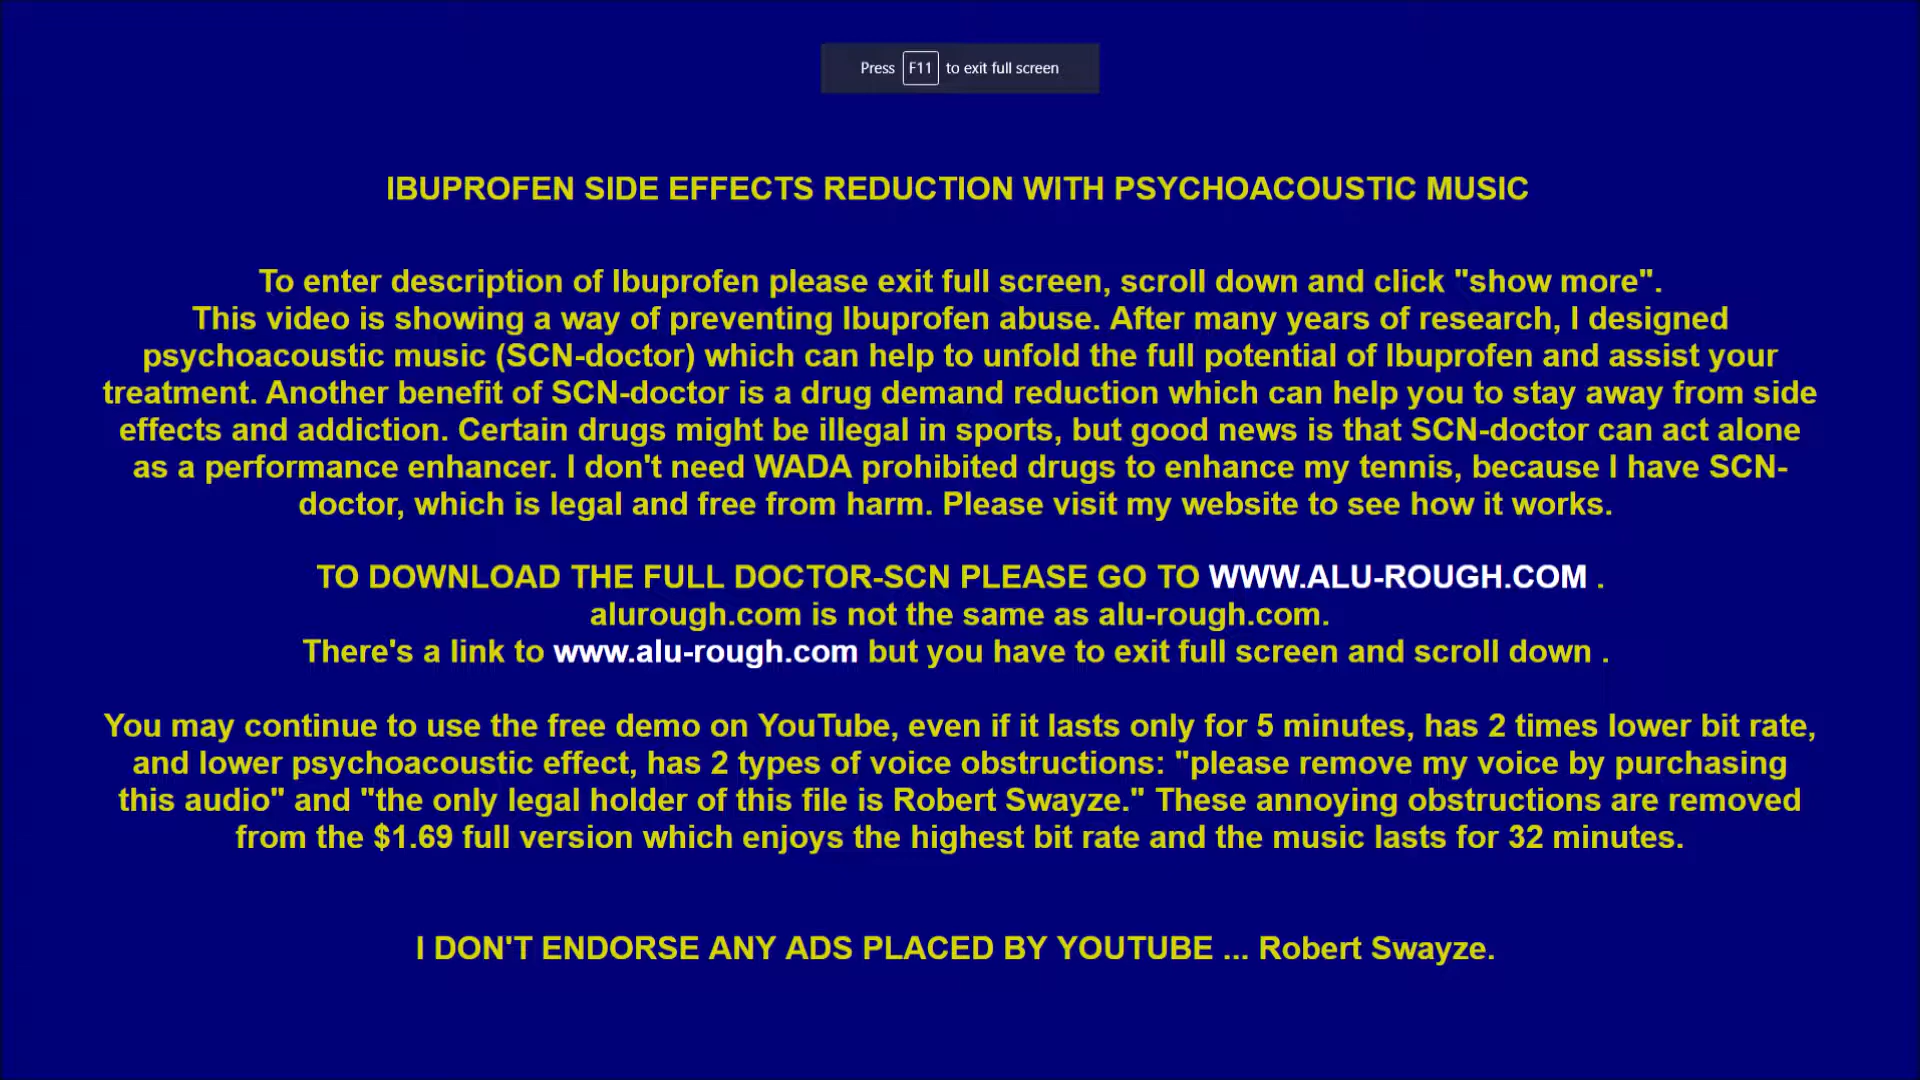 Press F11 to exit full screen
IBUPROFEN SIDE EFFECTS REDUCTION WITH PSYCHOACOUSTIC MUSIC
To enter description of Ibuprofen please exit full screen, scroll down and click "show more".
This video is showing a way of preventing Ibuprofen abuse. After many years of research, I designed
psychoacoustic music (SCN-doctor) which can help to unfold the full potential of Ibuprofen and assist your
treatment. Another benefit of SCN-doctor is a drug demand reduction which can help you to stay away from side
effects and addiction. Certain drugs might be illegal in sports, but good news is that SCN-doctor can act alone
as a performance enhancer. I don't need WADA prohibited drugs to enhance my tennis, because I have SCN-
doctor, which is legal and free from harm. Please visit my website to see how it works.
TO DOWNLOAD THE FULL DOCTOR-SCN PLEASE GO TO WWW.ALU-ROUGH.COM .
alurough.com is not the same as alu-rough.com.
There's a link to www.alu-rough.com but you have to exit full screen and scroll down .
You may continue to use the free demo on YouTube, even if it lasts only for 5 minutes, has 2 times lower bit rate,
and lower psychoacoustic effect, has 2 types of voice obstructions: "please remove my voice by purchasing
this audio" and "the only legal holder of this file is Robert Swayze." These annoying obstructions are removed
from the $1.69 full version which enjoys the highest bit rate and the music lasts for 32 minutes.
I DON'T ENDORSE ANY ADS PLACED BY YOUTUBE ... Robert Swayze.